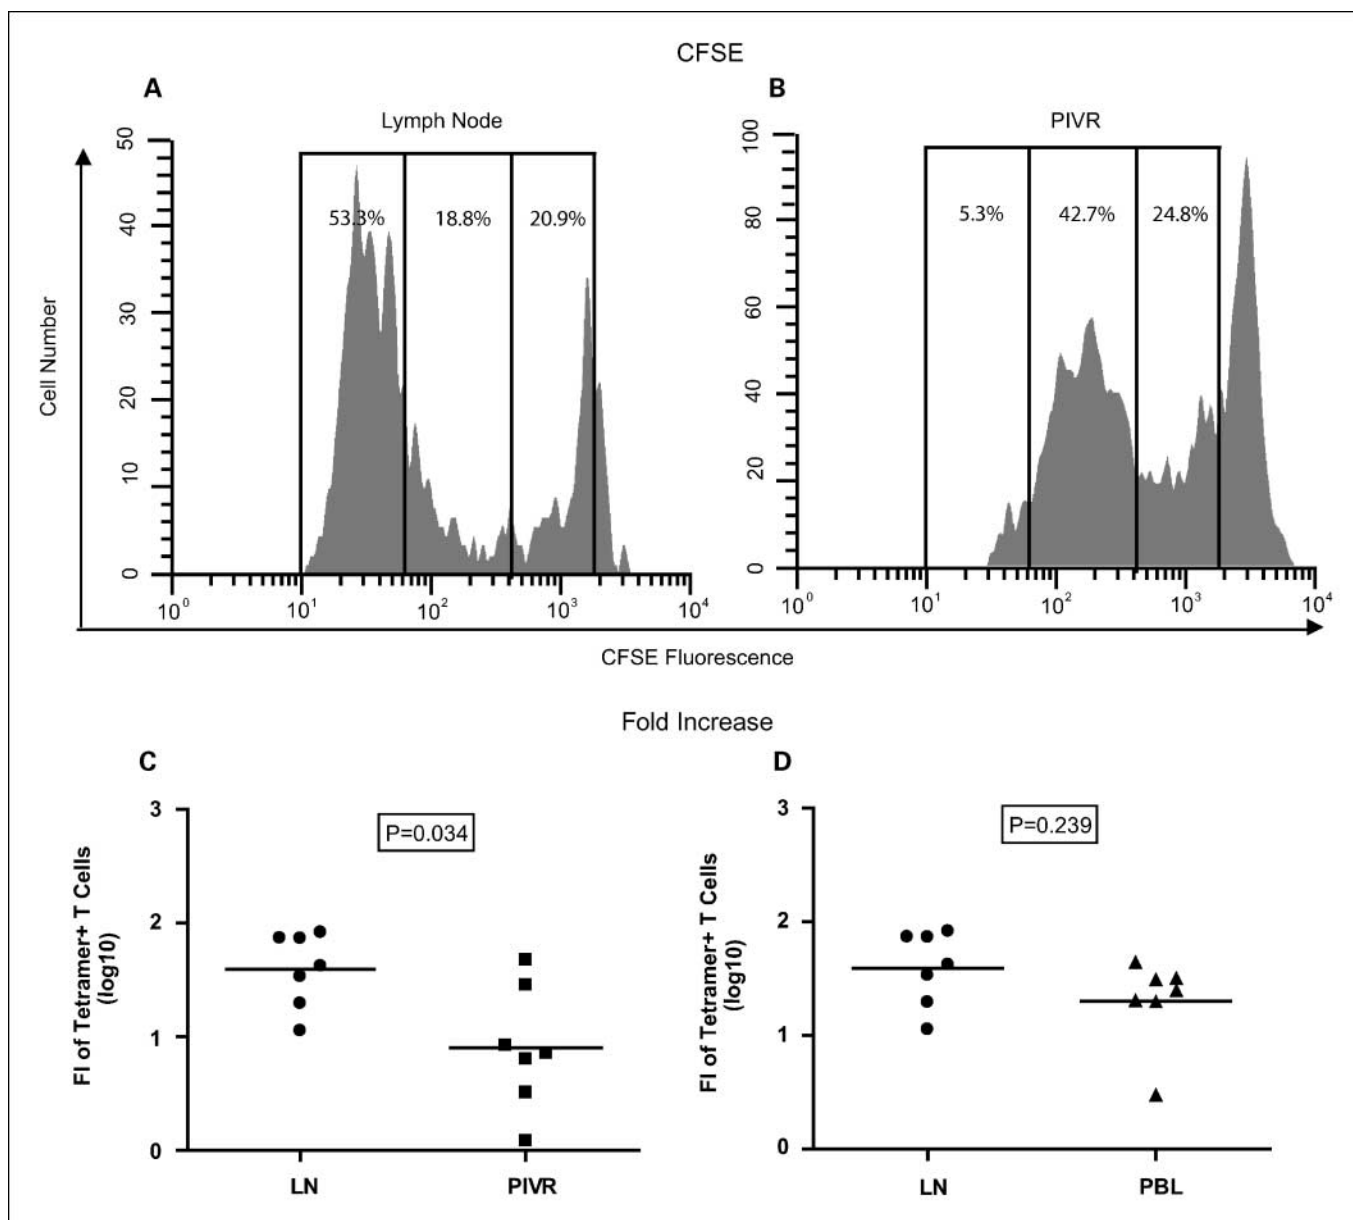 CFSE
A
B
Lymph Node
PIVR
Cell Number
50
40
30
20
10
0
53.3%
18.8%
20.9%
10^0 10^1 10^2 10^3 10^4
100
80
60
40
20
0
5.3%
42.7%
24.8%
10^0 10^1 10^2 10^3 10^4
CFSE Fluorescence
Fold Increase
C
D
P=0.034
FI of Tetramer+ T Cells
(log10)
3
2
1
0
LN
PIVR
P=0.239
FI of Tetramer+ T Cells
(log10)
3
2
1
0
LN
PBL